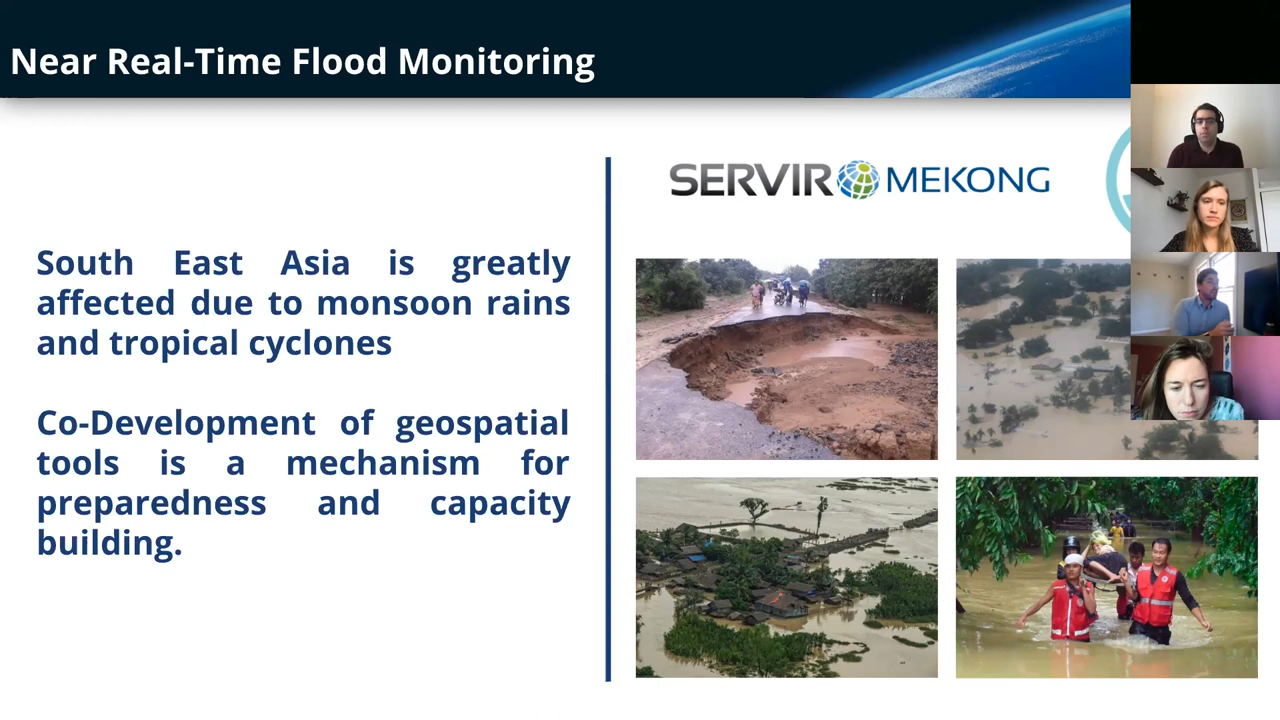 Near Real-Time Flood Monitoring
SERVIR MEKONG
South East Asia is greatly
affected due to monsoon rains
and tropical cyclones
Co-Development of geospatial
tools is a mechanism for
preparedness and capacity
building.